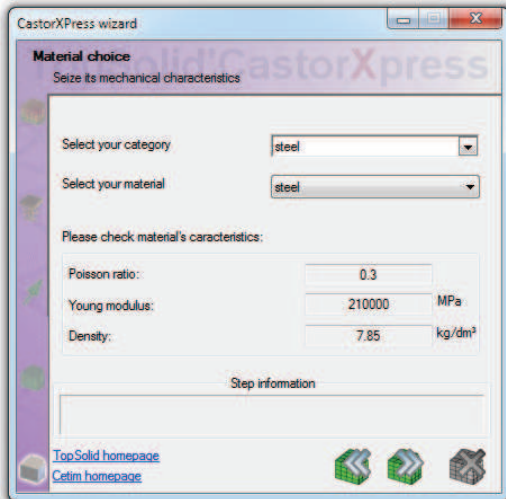 CastorXPress wizard
Material choice
TopSolid'CastorXpress
Seize its mechanical characteristics
Select your category
steel
Select your material
steel
Please check material's caracteristics:
Poisson ratio:
0.3
Young modulus:
210000
MPa
Density:
7.85
kg/dm³
Step information
TopSolid homepage
Cetim homepage